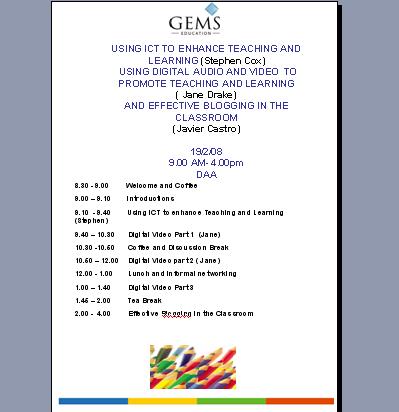 GEMS
EDUCATION
USING ICT TO ENHANCE TEACHING AND
LEARNING (Stephen Cox)
USING DIGITAL AUDIO AND VIDEO TO
PROMOTE TEACHING AND LEARNING
( Jane Drake)
AND EFFECTIVE BLOGGING IN THE
CLASSROOM
(Javier Castro)
19/2/08
9.00 AM- 4.00pm
DAA
8.30 - 9.00 Welcome and Coffee
9.00 – 9.10 Introductions
9.10 - 9.40 Using ICT to enhance Teaching and Learning
(Stephen)
9.40 – 10.30 Digital Video Part 1 (Jane)
10.30 -10.50 Coffee and Discussion Break
10.50 – 12.00 Digital Video part 2 ( Jane)
12.00 - 1.00 Lunch and informal networking
1.00 – 1.40 Digital Video Part 3
1.45 – 2.00 Tea Break
2.00 - 4.00 Effective Blogging in the Classroom